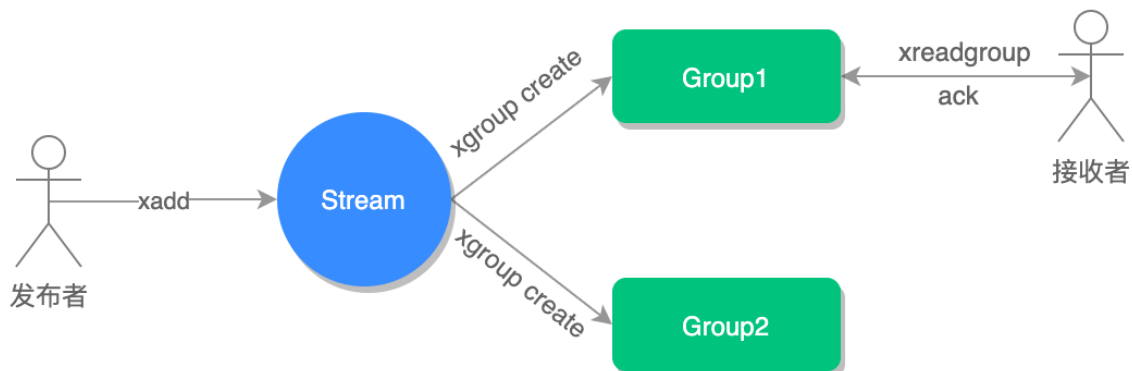 发布者
xadd
Stream
xgroup create
xgroup create
Group1
Group2
xreadgroup
ack
接收者